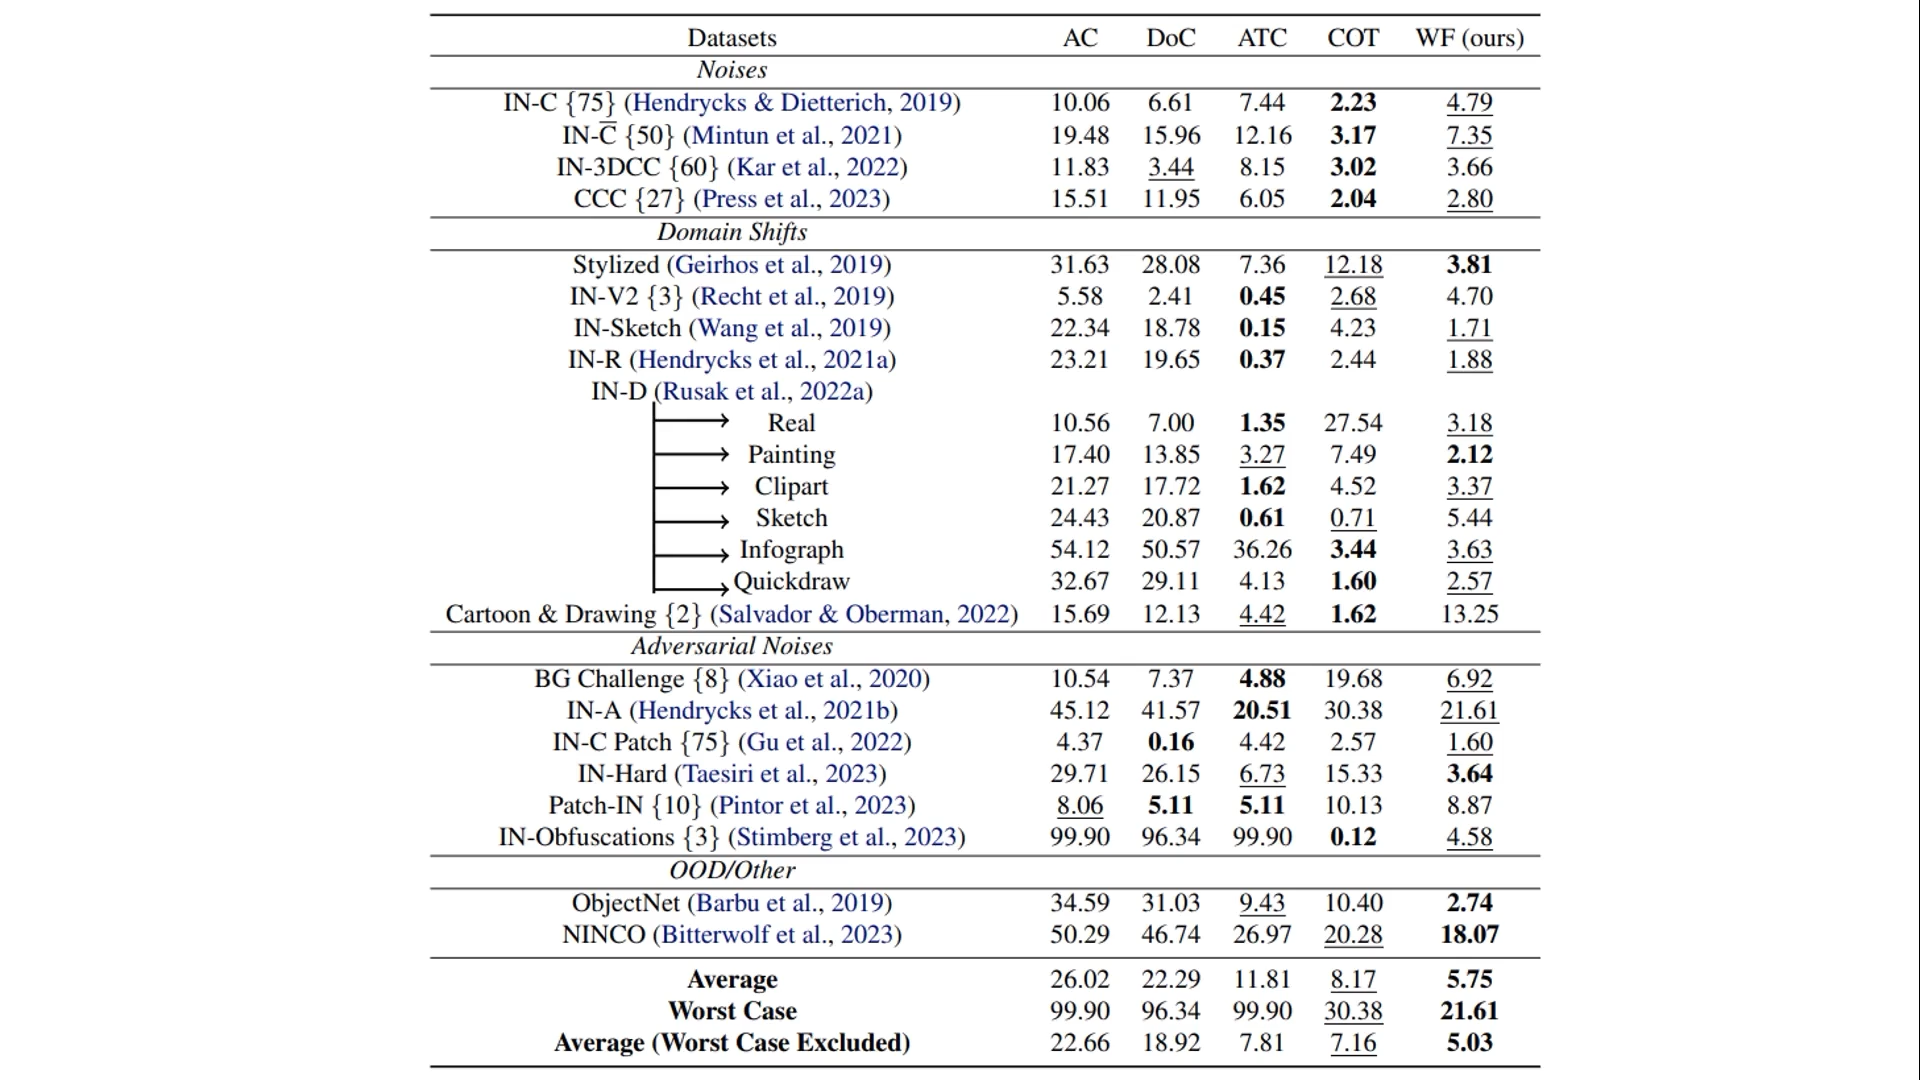 Datasets AC DoC ATC COT WF (ours)
Noises
IN-C {75} (Hendrycks & Dietterich, 2019) 10.06 6.61 7.44 2.23 4.79
IN-C̅ {50} (Mintun et al., 2021) 19.48 15.96 12.16 3.17 7.35
IN-3DCC {60} (Kar et al., 2022) 11.83 3.44 8.15 3.02 3.66
CCC {27} (Press et al., 2023) 15.51 11.95 6.05 2.04 2.80
Domain Shifts
Stylized (Geirhos et al., 2019) 31.63 28.08 7.36 12.18 3.81
IN-V2 {3} (Recht et al., 2019) 5.58 2.41 0.45 2.68 4.70
IN-Sketch (Wang et al., 2019) 22.34 18.78 0.15 4.23 1.71
IN-R (Hendrycks et al., 2021a) 23.21 19.65 0.37 2.44 1.88
IN-D (Rusak et al., 2022a)
Real 10.56 7.00 1.35 27.54 3.18
Painting 17.40 13.85 3.27 7.49 2.12
Clipart 21.27 17.72 1.62 4.52 3.37
Sketch 24.43 20.87 0.61 0.71 5.44
Infograph 54.12 50.57 36.26 3.44 3.63
Quickdraw 32.67 29.11 4.13 1.60 2.57
Cartoon & Drawing {2} (Salvador & Oberman, 2022) 15.69 12.13 4.42 1.62 13.25
Adversarial Noises
BG Challenge {8} (Xiao et al., 2020) 10.54 7.37 4.88 19.68 6.92
IN-A (Hendrycks et al., 2021b) 45.12 41.57 20.51 30.38 21.61
IN-C Patch {75} (Gu et al., 2022) 4.37 0.16 4.42 2.57 1.60
IN-Hard (Taesiri et al., 2023) 29.71 26.15 6.73 15.33 3.64
Patch-IN {10} (Pintor et al., 2023) 8.06 5.11 5.11 10.13 8.87
IN-Obfuscations {3} (Stimberg et al., 2023) 99.90 96.34 99.90 0.12 4.58
OOD/Other
ObjectNet (Barbu et al., 2019) 34.59 31.03 9.43 10.40 2.74
NINCO (Bitterwolf et al., 2023) 50.29 46.74 26.97 20.28 18.07
Average 26.02 22.29 11.81 8.17 5.75
Worst Case 99.90 96.34 99.90 30.38 21.61
Average (Worst Case Excluded) 22.66 18.92 7.81 7.16 5.03